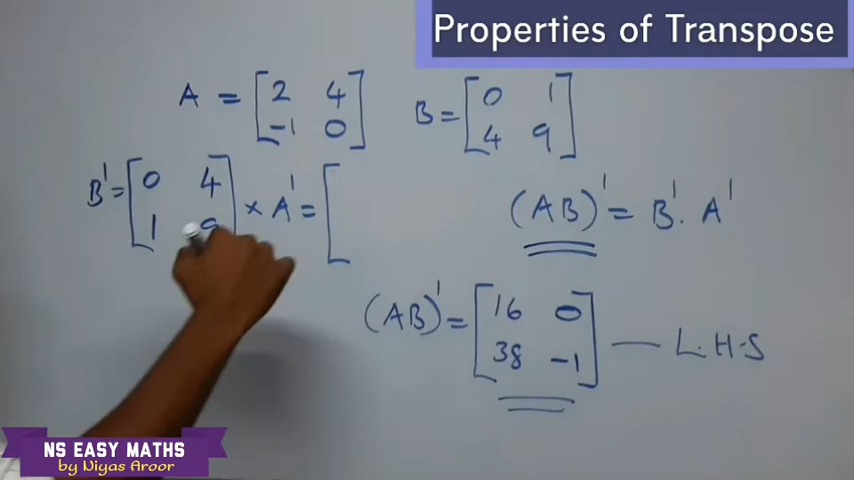 Properties of Transpose
A = [ 2 4
-1 0 ]
B = [ 0 1
4 9 ]
B' = [ 0 4
1 9 ] × A' = [
(AB)' = B'. A'
(AB)' = [ 16 0
38 -1 ] — L.H.S
NS EASY MATHS
by Niyas Aroor